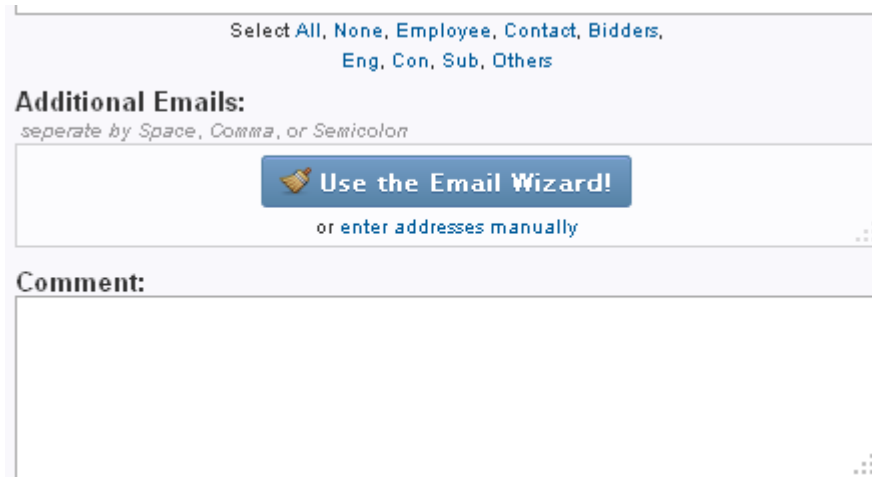 Select All, None, Employee, Contact, Bidders,
Eng, Con, Sub, Others
Additional Emails:
seperate by Space, Comma, or Semicolon
Use the Email Wizard!
or enter addresses manually
Comment: